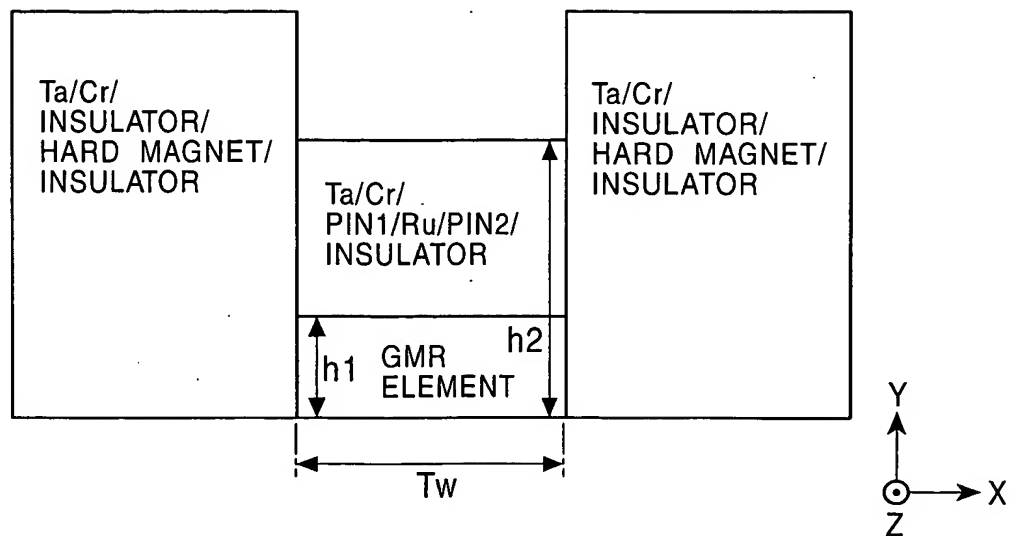 Ta/Cr/
INSULATOR/
HARD MAGNET/
INSULATOR
Ta/Cr/
PIN1/Ru/PIN2/
INSULATOR
Ta/Cr/
INSULATOR/
HARD MAGNET/
INSULATOR
h1
GMR
ELEMENT
h2
Tw
Y
X
Z